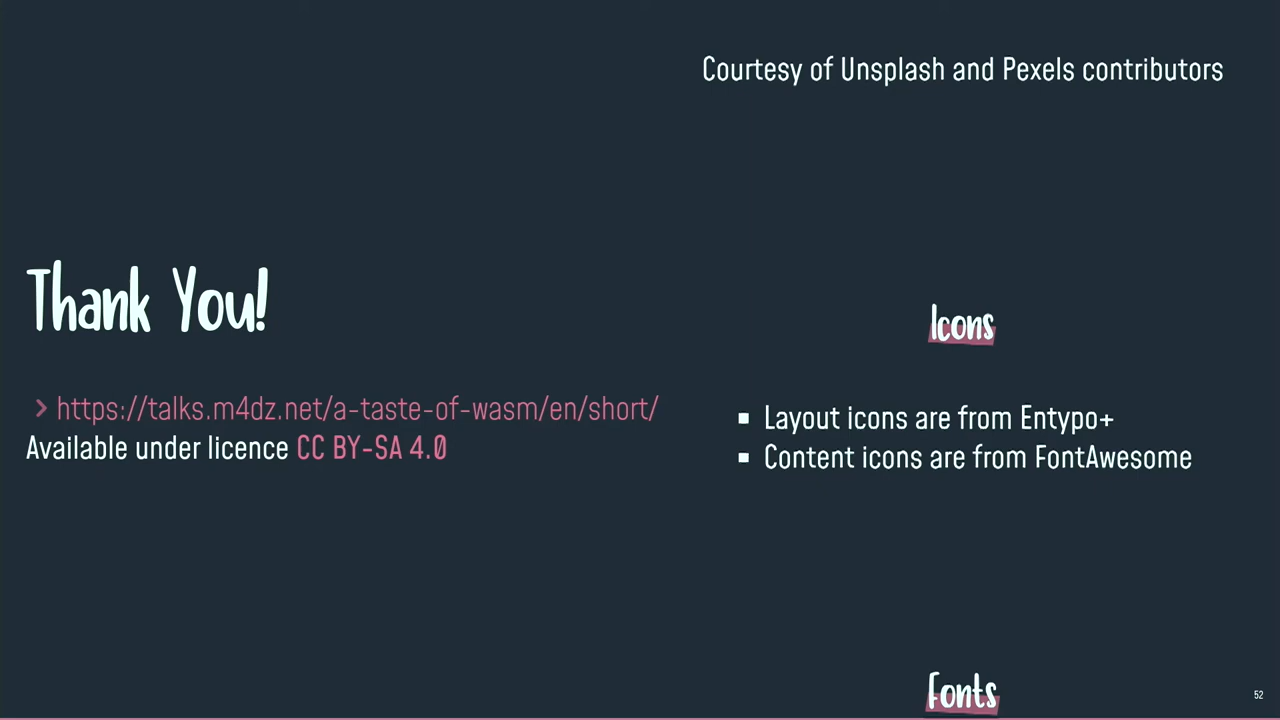 Courtesy of Unsplash and Pexels contributors
Thank You!
https://talks.m4dz.net/a-taste-of-wasm/en/short/
Available under licence CC BY-SA 4.0
Icons
Layout icons are from Entypo+
Content icons are from FontAwesome
Fonts
52